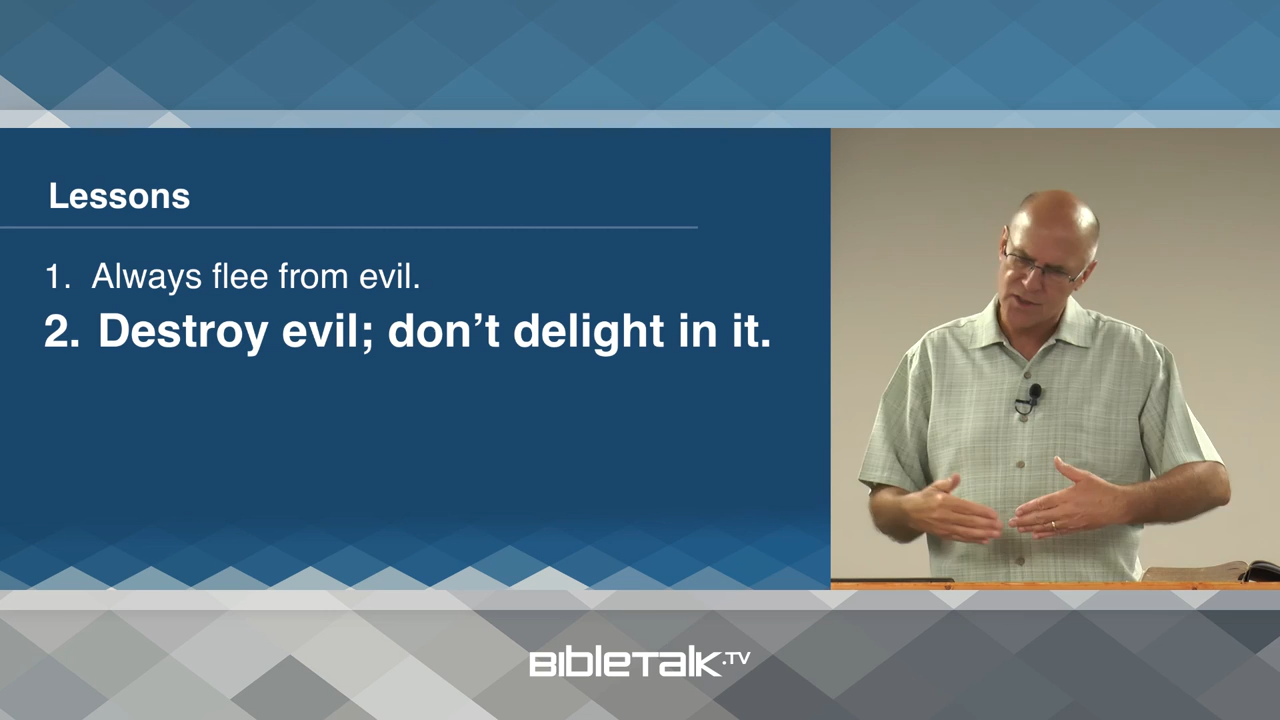 Lessons
1. Always flee from evil.
2. Destroy evil; don't delight in it.
BiBleTalk.TV